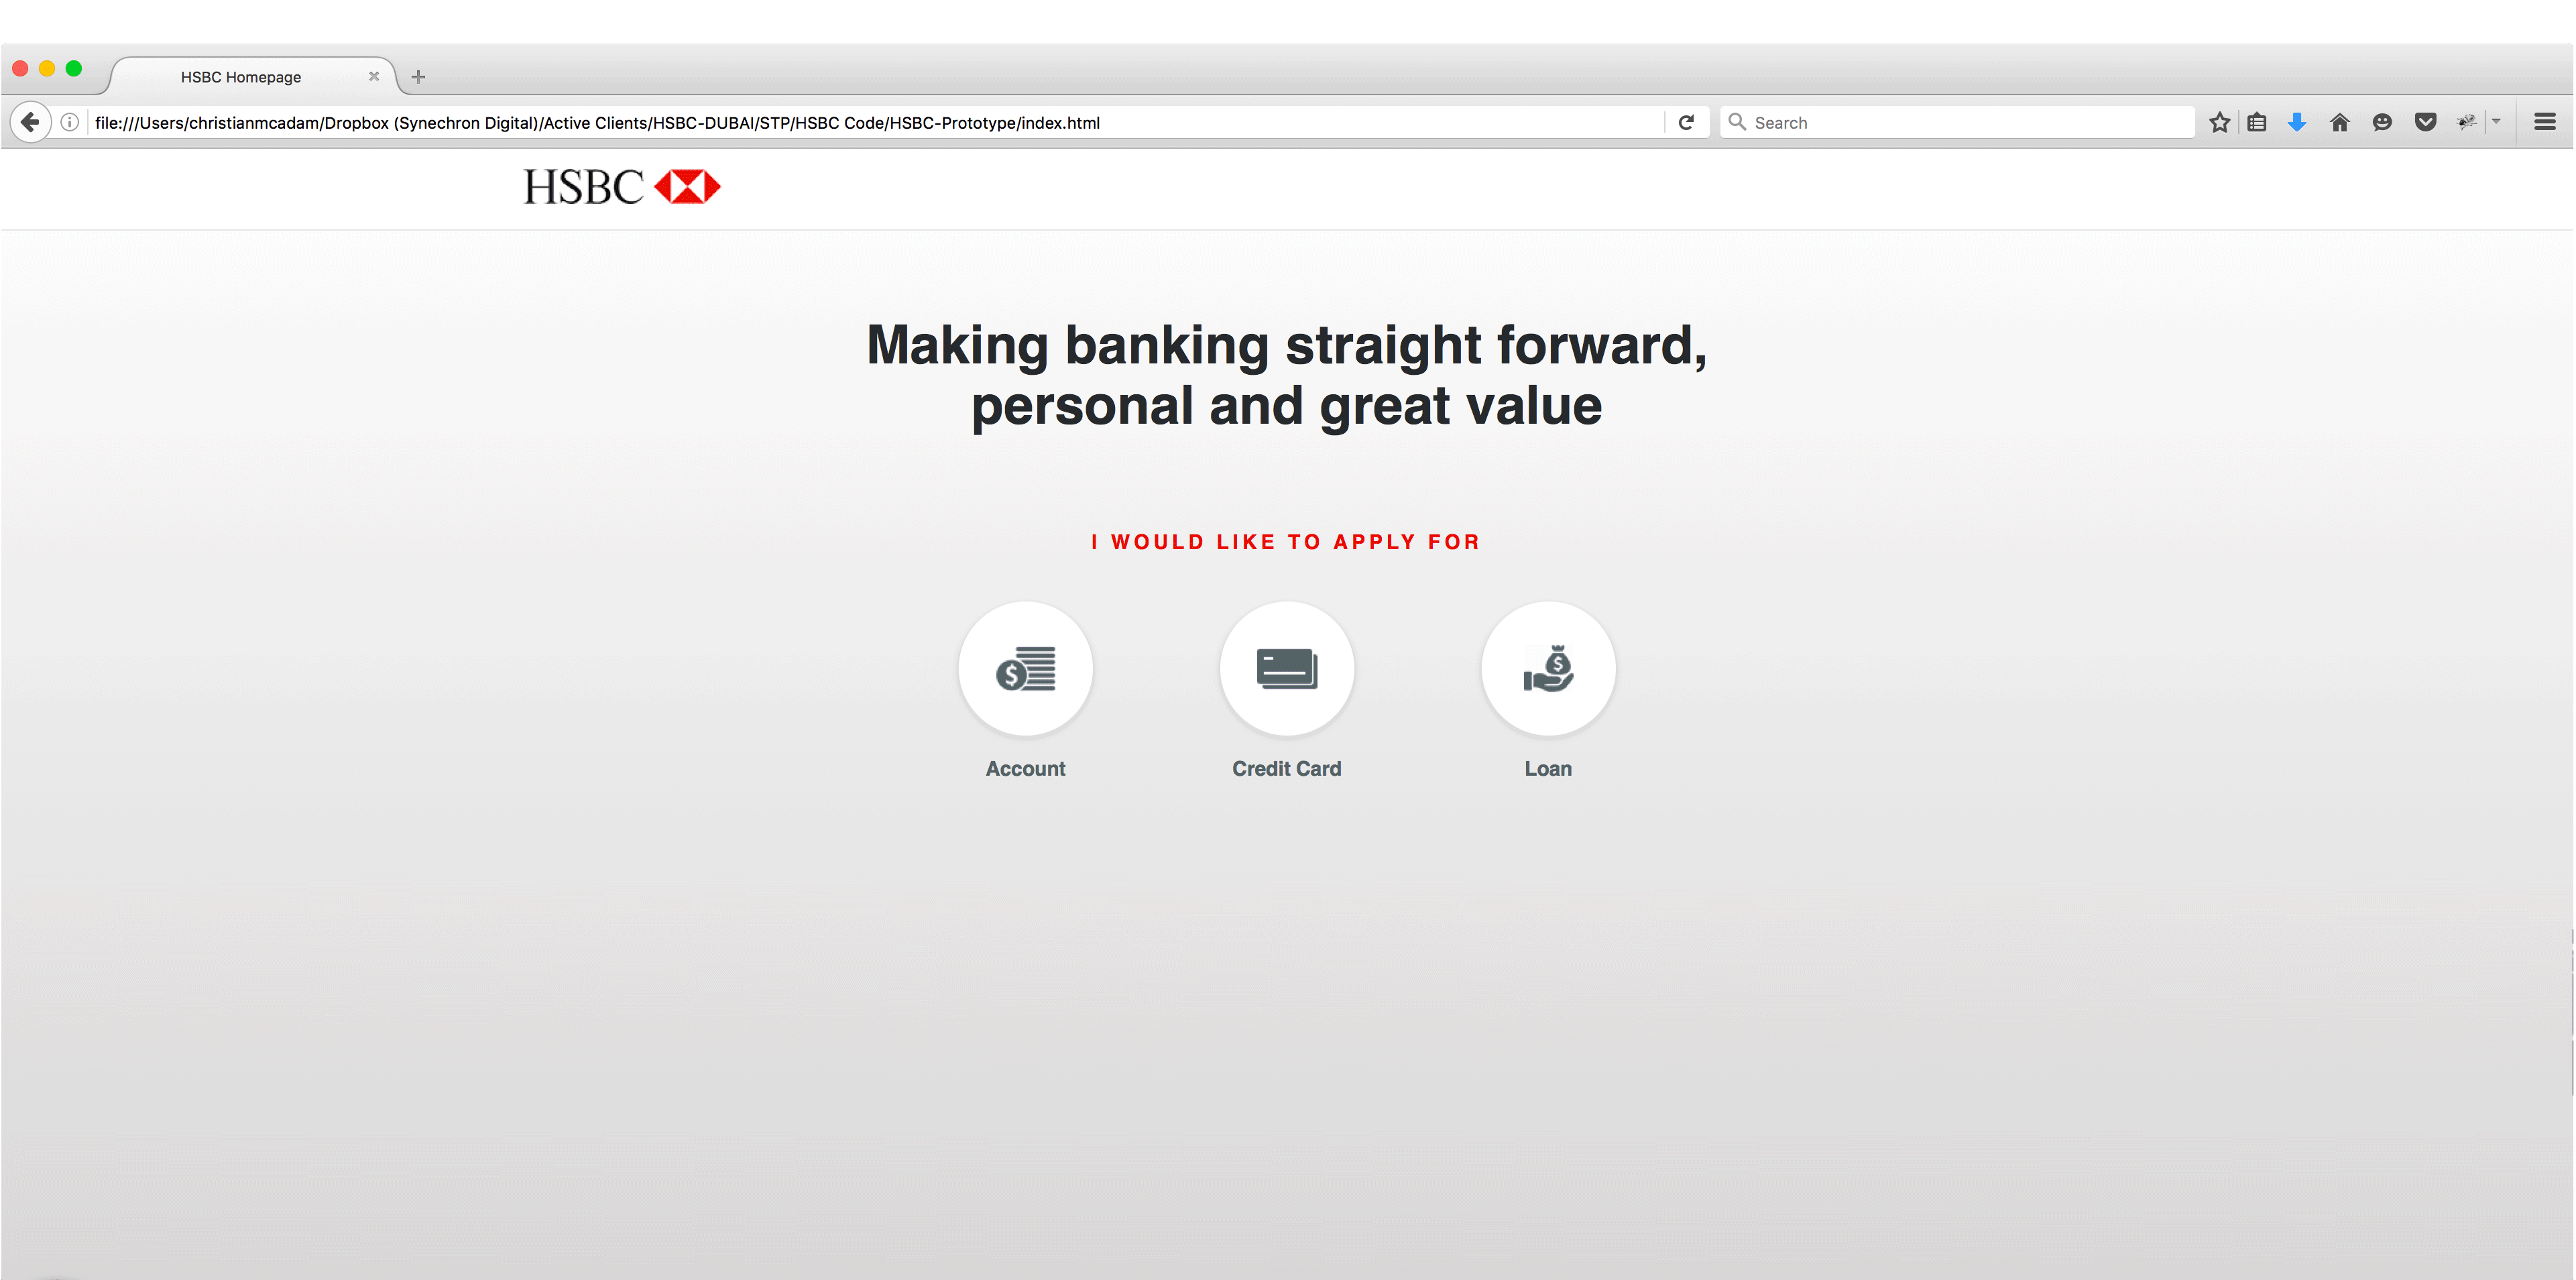 HSBC Homepage
file:///Users/christianmcadam/Dropbox (Synechron Digital)/Active Clients/HSBC-DUBAI/STP/HSBC Code/HSBC-Prototype/index.html
Search
HSBC
Making banking straight forward,
personal and great value
I WOULD LIKE TO APPLY FOR
Account
Credit Card
Loan